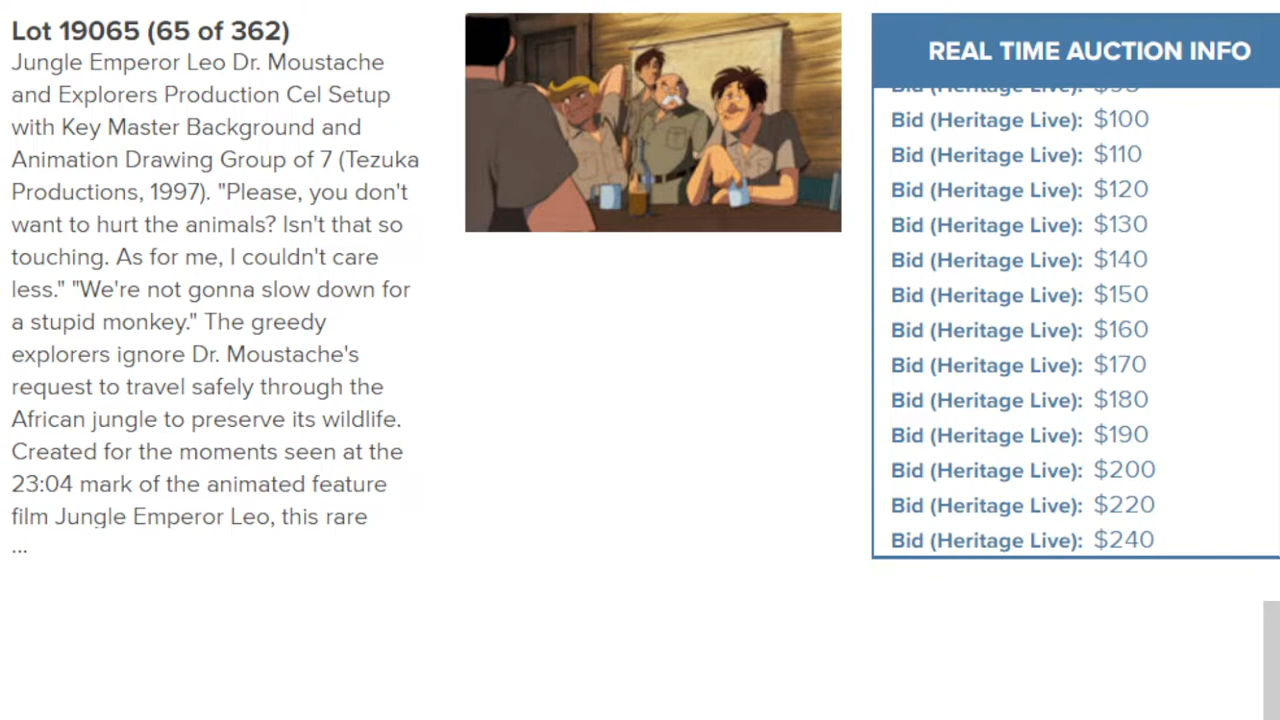 Lot 19065 (65 of 362)
Jungle Emperor Leo Dr. Moustache
and Explorers Production Cel Setup
with Key Master Background and
Animation Drawing Group of 7 (Tezuka
Productions, 1997). "Please, you don't
want to hurt the animals? Isn't that so
touching. As for me, I couldn't care
less." "We're not gonna slow down for
a stupid monkey." The greedy
explorers ignore Dr. Moustache's
request to travel safely through the
African jungle to preserve its wildlife.
Created for the moments seen at the
23:04 mark of the animated feature
film Jungle Emperor Leo, this rare
...
REAL TIME AUCTION INFO
Bid (Heritage Live):
Bid (Heritage Live): $100
Bid (Heritage Live): $110
Bid (Heritage Live): $120
Bid (Heritage Live): $130
Bid (Heritage Live): $140
Bid (Heritage Live): $150
Bid (Heritage Live): $160
Bid (Heritage Live): $170
Bid (Heritage Live): $180
Bid (Heritage Live): $190
Bid (Heritage Live): $200
Bid (Heritage Live): $220
Bid (Heritage Live): $240